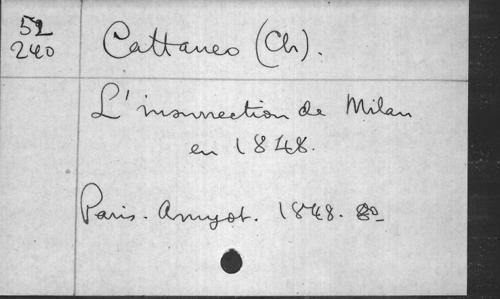 52
240
Cattaneo (Ch).
L'insurrection de Milan
en 1848.
Paris. Amyot. 1848. 8º